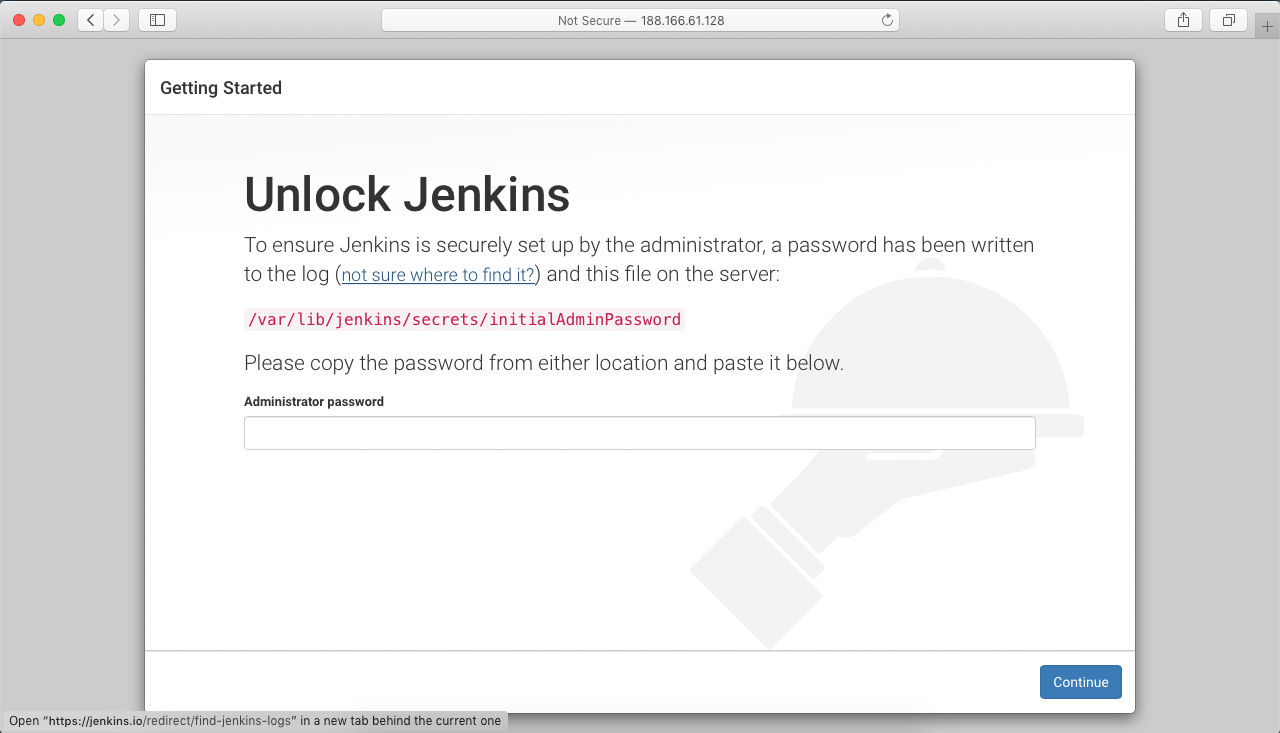 Not Secure — 188.166.61.128
Getting Started
Unlock Jenkins
To ensure Jenkins is securely set up by the administrator, a password has been written
to the log (not sure where to find it?) and this file on the server:
/var/lib/jenkins/secrets/initialAdminPassword
Please copy the password from either location and paste it below.
Administrator password
Continue
Open “https://jenkins.io/redirect/find-jenkins-logs” in a new tab behind the current one